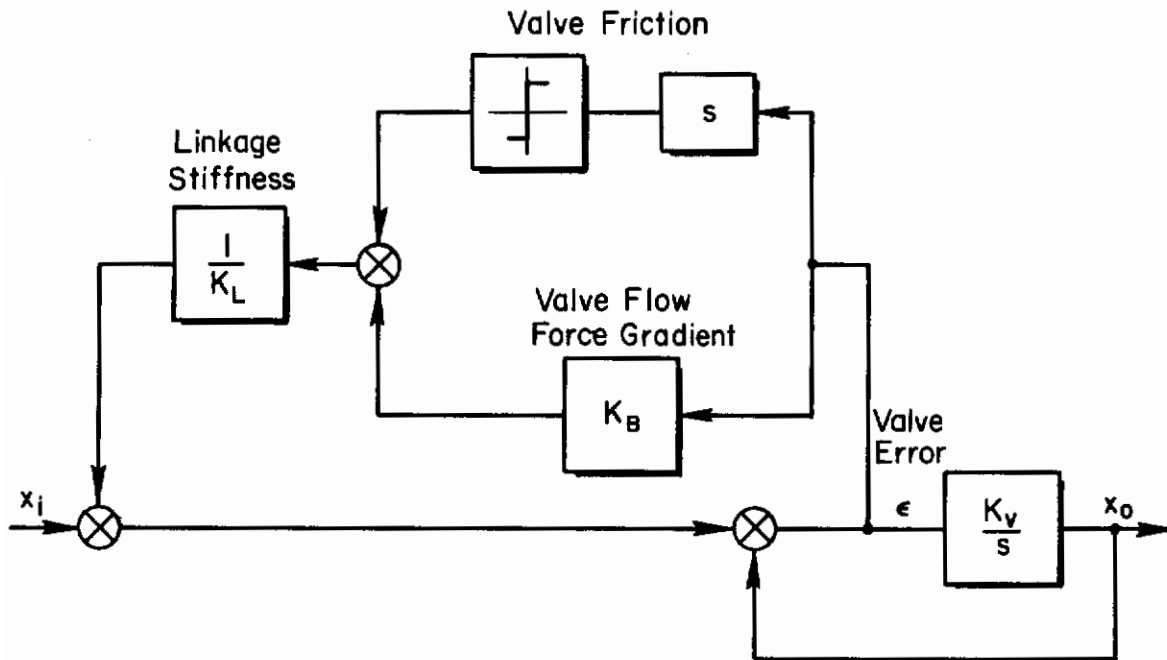 Valve Friction
s
Linkage
Stiffness
1
K_L
Valve Flow
Force Gradient
K_B
Valve
Error
x_i
ϵ
K_v
s
x_o